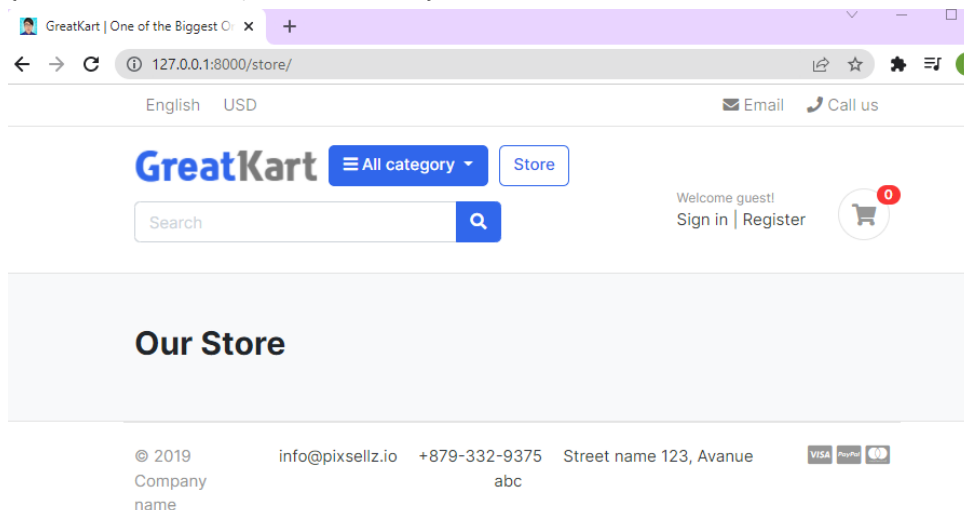 GreatKart | One of the Biggest O
127.0.0.1:8000/store/
English USD Email Call us
GreatKart All category Store
Welcome guest! 0
Search Sign in | Register
Our Store
© 2019 info@pixsellz.io +879-332-9375 Street name 123, Avanue VISA PayPal
Company abc
name